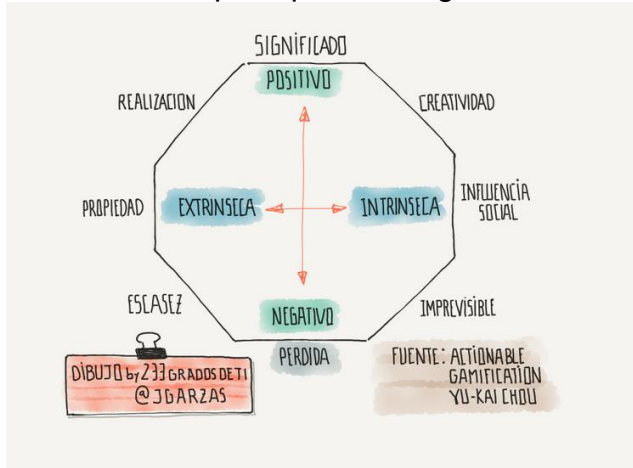 SIGNIFICADO
POSITIVO
REALIZACION
CREATIVIDAD
PROPIEDAD
EXTRINSECA
INTRINSECA
INFLUENCIA
SOCIAL
ESCASEZ
NEGATIVO
IMPREVISIBLE
PERDIDA
DIBUJO by 233 GRADOS DE TI
@JGARZAS
FUENTE: ACTIONABLE
GAMIFICATION
YU-KAI CHOU